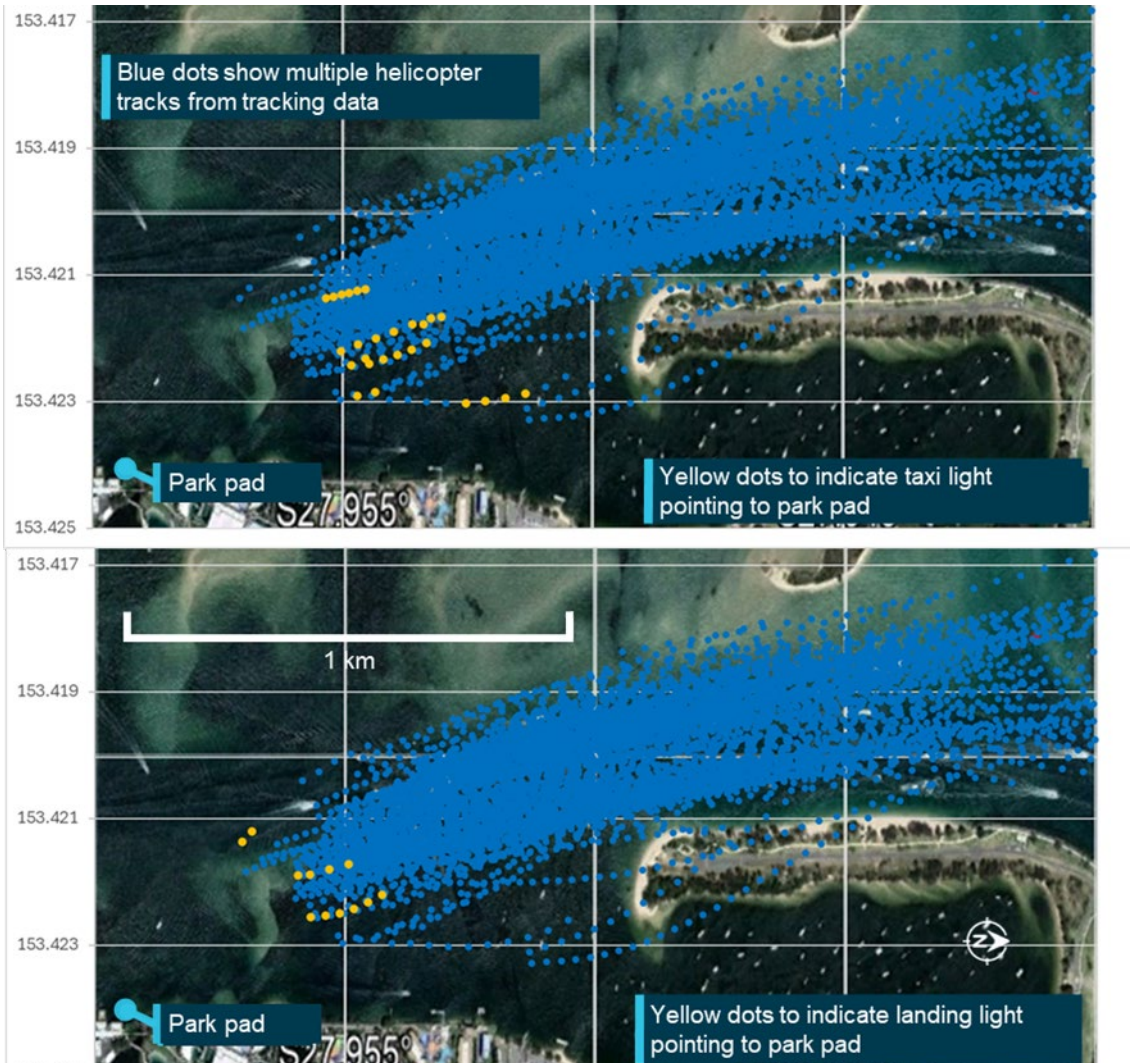 153.417
Blue dots show multiple helicopter
tracks from tracking data
153.419
153.421
153.423
Park pad
Yellow dots to indicate taxi light
pointing to park pad
S27.955°
153.425
153.417
1 km
153.419
153.421
153.423
N
Park pad
Yellow dots to indicate landing light
pointing to park pad
S27.955°